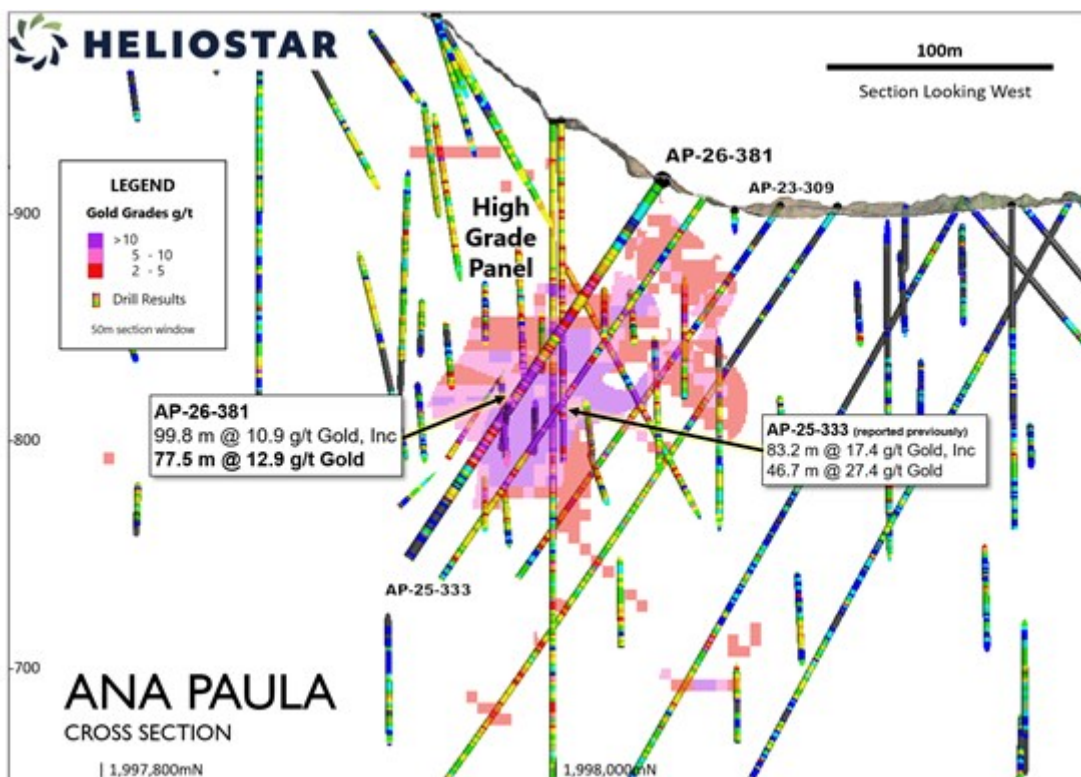 HELIOSTAR
100m
Section Looking West
AP-26-381
AP-23-309
LEGEND
Gold Grades g/t
>10
5 - 10
2 - 5
Drill Results
50m section window
High
Grade
Panel
900
800
700
AP-26-381
99.8 m @ 10.9 g/t Gold, Inc
77.5 m @ 12.9 g/t Gold
AP-25-333 (reported previously)
83.2 m @ 17.4 g/t Gold, Inc
46.7 m @ 27.4 g/t Gold
AP-25-333
ANA PAULA
CROSS SECTION
1,997,800mN
1,998,000mN